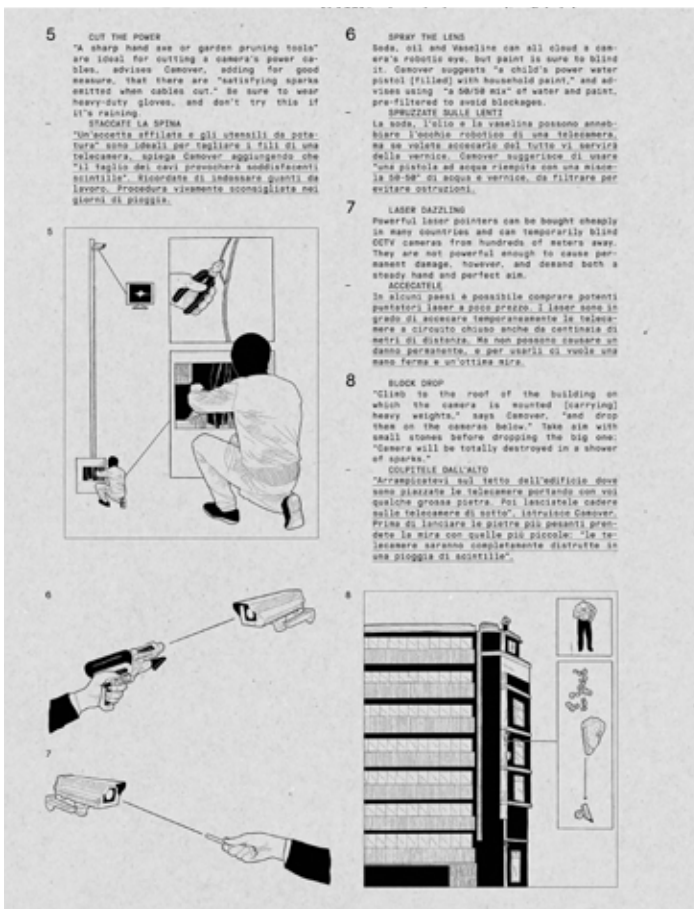 5
CUT THE POWER
"A sharp hand axe or garden pruning tools"
are ideal for cutting a camera's power ca-
bles, advises Camover, adding for good
measure, that there are "satisfying sparks
emitted when cables cut." Be sure to wear
heavy-duty gloves, and don't try this if
it's raining.
STACCATE LA SPINA
"Un'accetta affilata e gli utensili da pota-
tura" sono ideali per tagliare i fili di una
telecamera, spiega Camover aggiungendo che
"il taglio dei cavi provocherà soddisfacenti
scintille". Ricordate di indossare guanti da
lavoro. Procedura vivamente sconsigliata nei
giorni di pioggia.
5
6
SPRAY THE LENS
Soda, oil and Vaseline can all cloud a cam-
era's robotic eye, but paint is sure to blind
it. Camover suggests "a child's power water
pistol [filled] with household paint," and ad-
vises using "a 50/50 mix" of water and paint,
pre-filtered to avoid blockages.
SPRUZZATE SULLE LENTI
La soda, l'olio e la vaselina possono anneb-
biare l'occhio robotico di una telecamera,
ma se volete accecarlo del tutto vi servirà
della vernice. Camover suggerisce di usare
"una pistola ad acqua riempita con una misce-
la 50-50" di acqua e vernice, da filtrare per
evitare ostruzioni.
7
LASER DAZZLING
Powerful laser pointers can be bought cheaply
in many countries and can temporarily blind
CCTV cameras from hundreds of meters away.
They are not powerful enough to cause per-
manent damage, however, and demand both a
steady hand and perfect aim.
ACCECATELE
In alcuni paesi è possibile comprare potenti
puntatori laser a poco prezzo. I laser sono in
grado di accecare temporaneamente le teleca-
mere a circuito chiuso anche da centinaia di
metri di distanza. Ma non possono causare un
danno permanente, e per usarli ci vuole una
mano ferma e un'ottima mira.
8
BLOCK DROP
"Climb to the roof of the building on
which the camera is mounted [carrying]
heavy weights," says Camover, "and drop
them on the cameras below." Take aim with
small stones before dropping the big one:
"Camera will be totally destroyed in a shower
of sparks."
COLPITELE DALL'ALTO
"Arrampicatevi sul tetto dell'edificio dove
sono piazzate le telecamere portando con voi
qualche grossa pietra. Poi lasciatele cadere
sulle telecamere di sotto", istruisce Camover.
Prima di lanciare le pietre più pesanti pren-
dete la mira con quelle più piccole: "le te-
lecamere saranno completamente distrutte in
una pioggia di scintille".
6
7
8